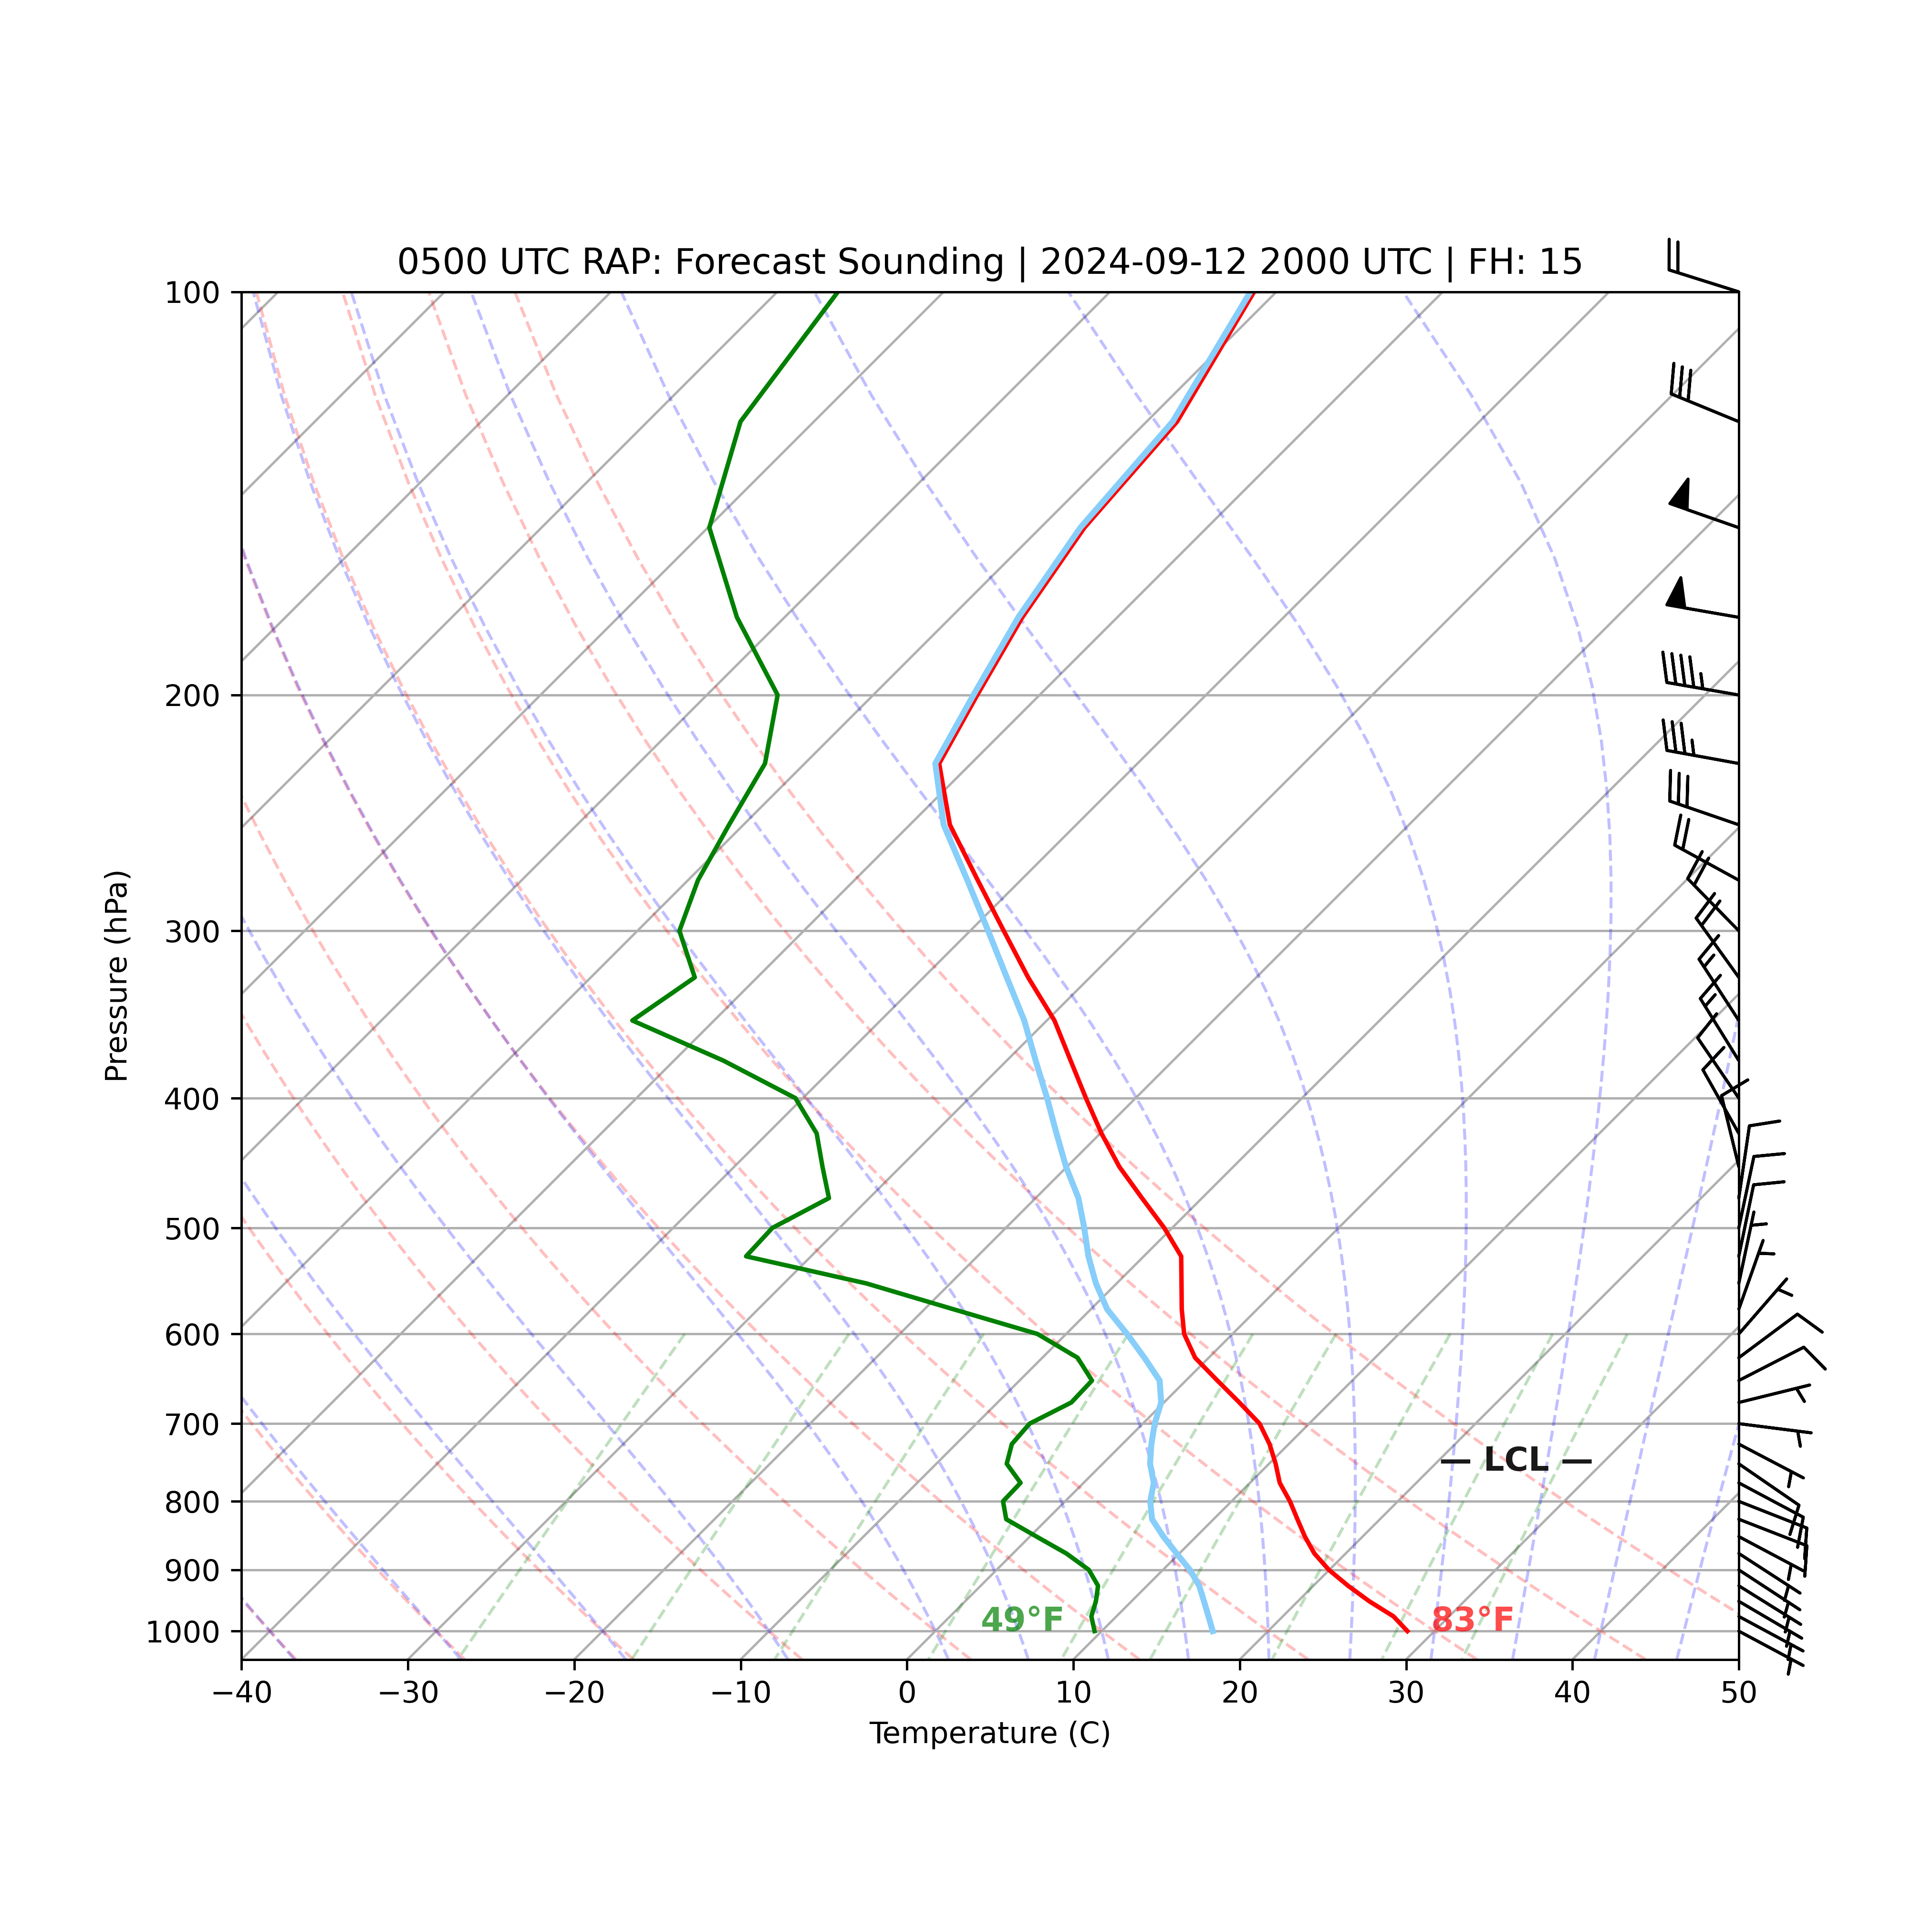 0500 UTC RAP: Forecast Sounding | 2024-09-12 2000 UTC | FH: 15
100
200
300
400
500
600
700
800
900
1000
Pressure (hPa)
— LCL —
49°F
83°F
−40 −30 −20 −10 0 10 20 30 40 50
Temperature (C)